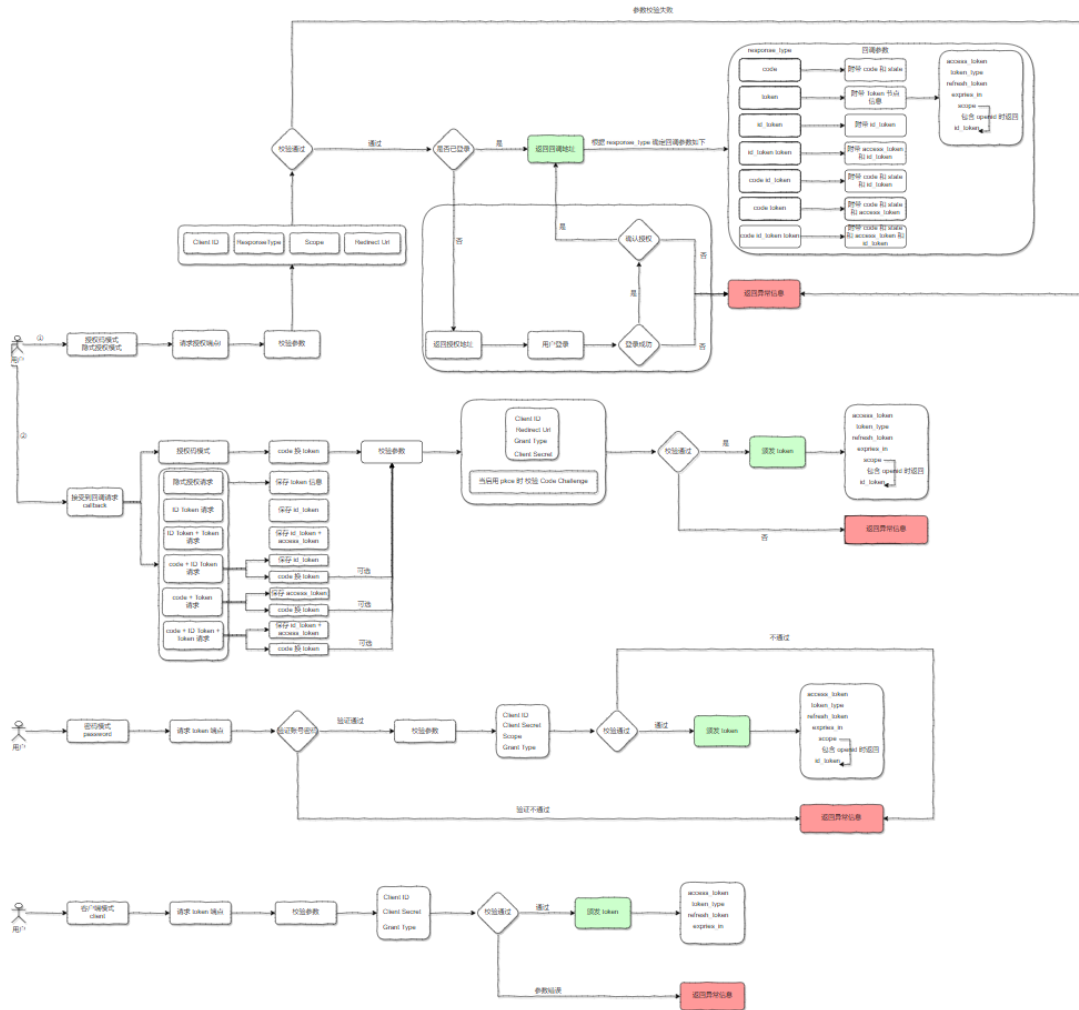 参数校验失败
response_type
回调参数
code
附带 code 和 state
token
附带 Token 节点
信息
id_token
附带 id_token
id_token token
附带 access_token
和 id_token
code id_token
附带 code 和 state
和 id_token
code token
附带 code 和 state
和 access_token
code id_token token
附带 code 和 state
和 access_token 和
id_token
access_token
token_type
refresh_token
expries_in
scope
包含 openid 时返回
id_token
校验通过
通过
是否已登录
是
返回回调地址
根据 response_type 确定回调参数如下
Client ID
ResponseType
Scope
Redirect Url
否
是
确认授权
否
是
返回异常信息
用户
①
授权码模式
隐式授权模式
请求授权端点
校验参数
返回授权地址
用户登录
登录成功
否
②
接受到回调请求
callback
授权码模式
code 换 token
校验参数
隐式授权请求
保存 token 信息
ID Token 请求
保存 id_token
ID Token + Token
请求
保存 id_token +
access_token
code + ID Token
请求
保存 id_token
code 换 token
可选
code + Token
请求
保存 access_token
code 换 token
可选
code + ID Token +
Token 请求
保存 id_token +
access_token
code 换 token
可选
Client ID
Redirect Url
Grant Type
Client Secret
当启用 pkce 时 校验 Code Challenge
校验通过
是
颁发 token
access_token
token_type
refresh_token
expries_in
scope
包含 openid 时返回
id_token
否
返回异常信息
用户
密码模式
password
请求 token 端点
验证账号密码
验证通过
校验参数
Client ID
Client Secret
Scope
Grant Type
校验通过
通过
不通过
颁发 token
access_token
token_type
refresh_token
expries_in
scope
包含 openid 时返回
id_token
验证不通过
返回异常信息
用户
客户端模式
client
请求 token 端点
校验参数
Client ID
Client Secret
Grant Type
校验通过
通过
颁发 token
access_token
token_type
refresh_token
expries_in
参数错误
返回异常信息